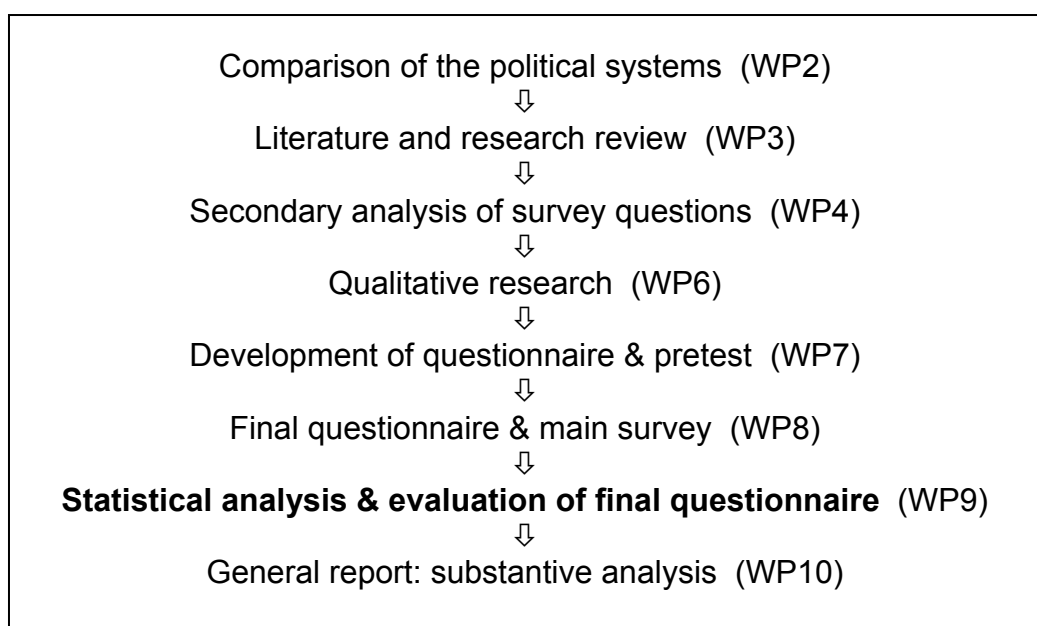 Comparison of the political systems (WP2)
⇩
Literature and research review (WP3)
⇩
Secondary analysis of survey questions (WP4)
⇩
Qualitative research (WP6)
⇩
Development of questionnaire & pretest (WP7)
⇩
Final questionnaire & main survey (WP8)
⇩
Statistical analysis & evaluation of final questionnaire (WP9)
⇩
General report: substantive analysis (WP10)